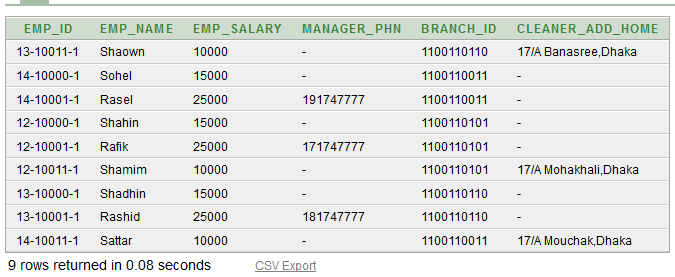 EMP_ID EMP_NAME EMP_SALARY MANAGER_PHN BRANCH_ID CLEANER_ADD_HOME
13-10011-1 Shaown 10000 - 1100110110 17/A Banasree,Dhaka
14-10000-1 Sohel 15000 - 1100110011 -
14-10001-1 Rasel 25000 191747777 1100110011 -
12-10000-1 Shahin 15000 - 1100110101 -
12-10001-1 Rafik 25000 171747777 1100110101 -
12-10011-1 Shamim 10000 - 1100110101 17/A Mohakhali,Dhaka
13-10000-1 Shadhin 15000 - 1100110110 -
13-10001-1 Rashid 25000 181747777 1100110110 -
14-10011-1 Sattar 10000 - 1100110011 17/A Mouchak,Dhaka
9 rows returned in 0.08 seconds CSV Export